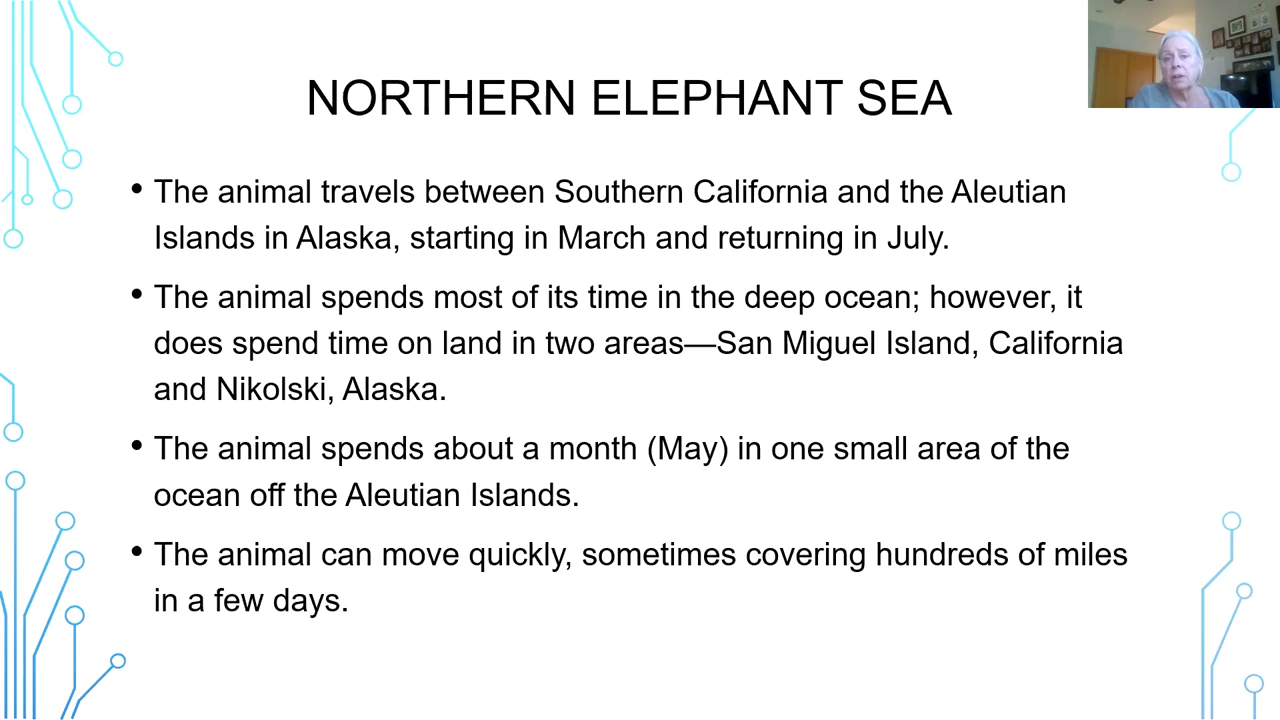 NORTHERN ELEPHANT SEA
• The animal travels between Southern California and the Aleutian
Islands in Alaska, starting in March and returning in July.
• The animal spends most of its time in the deep ocean; however, it
does spend time on land in two areas—San Miguel Island, California
and Nikolski, Alaska.
• The animal spends about a month (May) in one small area of the
ocean off the Aleutian Islands.
• The animal can move quickly, sometimes covering hundreds of miles
in a few days.